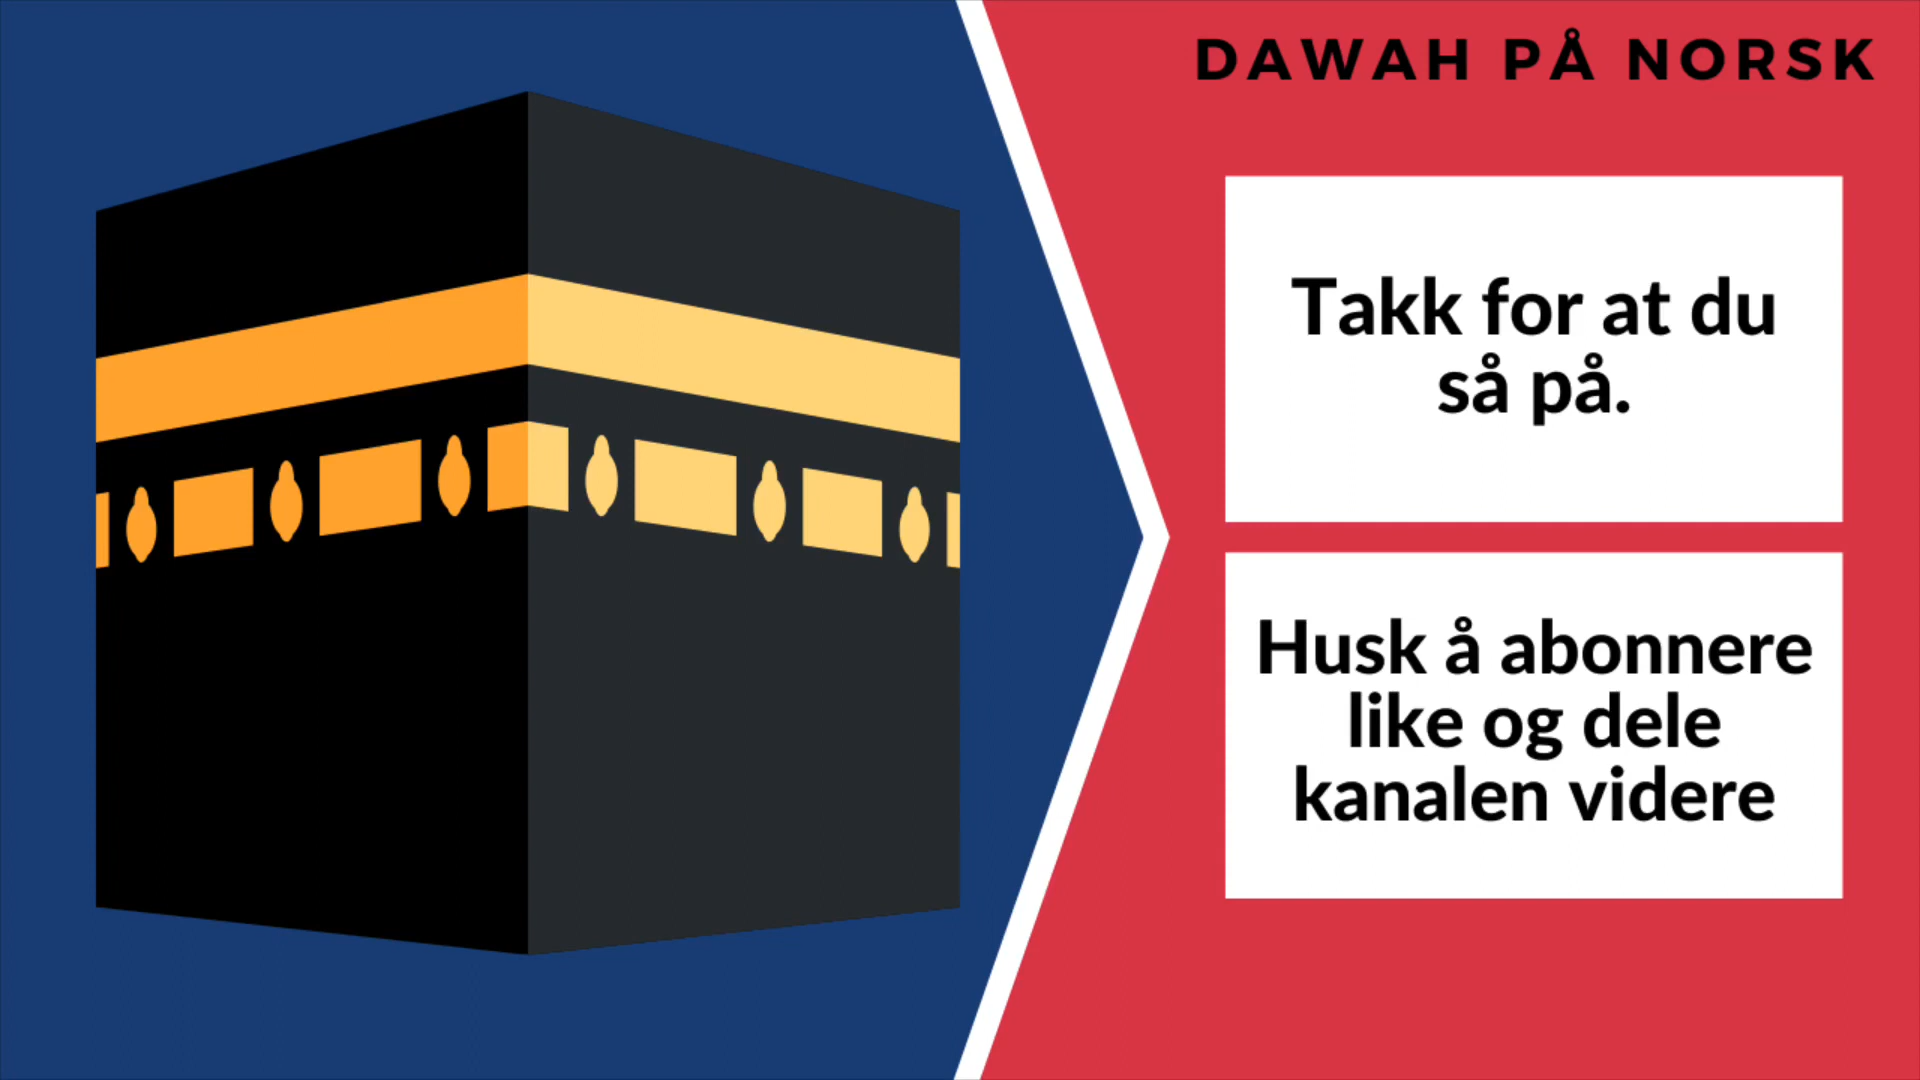 DAWAH PÅ NORSK
Takk for at du
så på.
Husk å abonnere
like og dele
kanalen videre